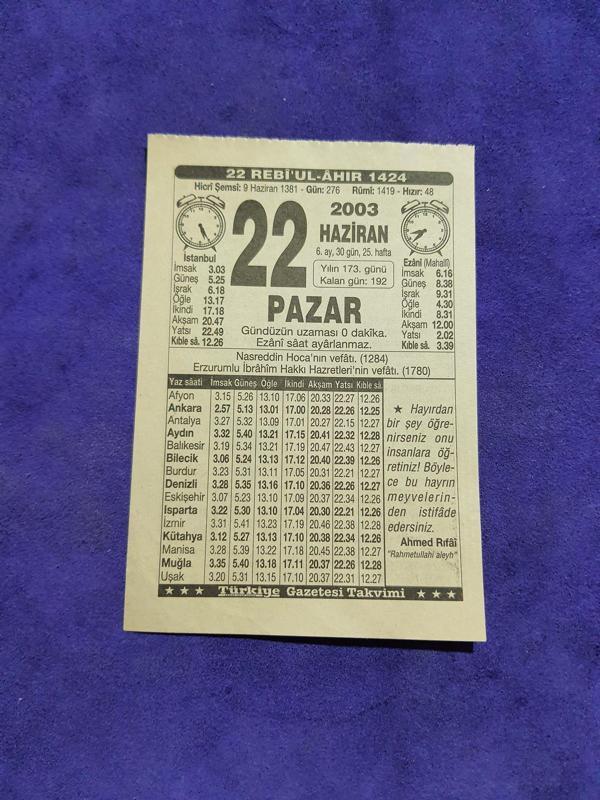 22 REBİ'UL-ÂHIR 1424
Hicrî Şemsî: 9 Haziran 1381 - Gün: 276 Rûmî: 1419 - Hızır: 48
22
2003
HAZİRAN
6. ay, 30 gün, 25. hafta
Yılın 173. günü
Kalan gün: 192
İstanbul
İmsak 3.03
Güneş 5.25
İşrak 6.18
Öğle 13.17
İkindi 17.18
Akşam 20.47
Yatsı 22.49
Kıble sâ. 12.26
Ezânî (Mahallî)
İmsak 6.16
Güneş 8.38
İşrak 9.31
Öğle 4.30
İkindi 8.31
Akşam 12.00
Yatsı 2.02
Kıble sâ. 3.39
PAZAR
Gündüzün uzaması 0 dakîka.
Ezânî sâat ayârlanmaz.
Nasreddin Hoca'nın vefâtı. (1284)
Erzurumlu İbrâhîm Hakkı Hazretleri'nin vefâtı. (1780)
Yaz sâati İmsak Güneş Öğle İkindi Akşam Yatsı Kıble sâ.
Afyon 3.15 5.26 13.10 17.06 20.33 22.27 12.26
Ankara 2.57 5.13 13.01 17.00 20.28 22.26 12.25
Antalya 3.27 5.32 13.09 17.01 20.27 22.15 12.27
Aydın 3.32 5.40 13.21 17.15 20.41 22.32 12.28
Balıkesir 3.19 5.34 13.21 17.19 20.47 22.43 12.27
Bilecik 3.06 5.24 13.13 17.12 20.40 22.39 12.26
Burdur 3.23 5.31 13.11 17.05 20.31 22.21 12.27
Denizli 3.28 5.35 13.16 17.10 20.36 22.26 12.27
Eskişehir 3.07 5.23 13.10 17.09 20.37 22.34 12.26
Isparta 3.22 5.30 13.10 17.04 20.30 22.21 12.26
İzmir 3.31 5.41 13.23 17.19 20.46 22.38 12.28
Kütahya 3.12 5.27 13.13 17.10 20.38 22.34 12.26
Manisa 3.28 5.39 13.22 17.18 20.45 22.38 12.27
Muğla 3.35 5.40 13.18 17.11 20.37 22.26 12.28
Uşak 3.20 5.31 13.15 17.10 20.37 22.31 12.27
★ Hayırdan
bir şey öğre-
nirseniz onu
insanlara öğ-
retiniz! Böyle-
ce bu hayrın
meyvelerin-
den istifâde
edersiniz.
Ahmed Rıfâî
"Rahmetullahi aleyh"
★ ★ ★ Türkiye Gazetesi Takvimi ★ ★ ★